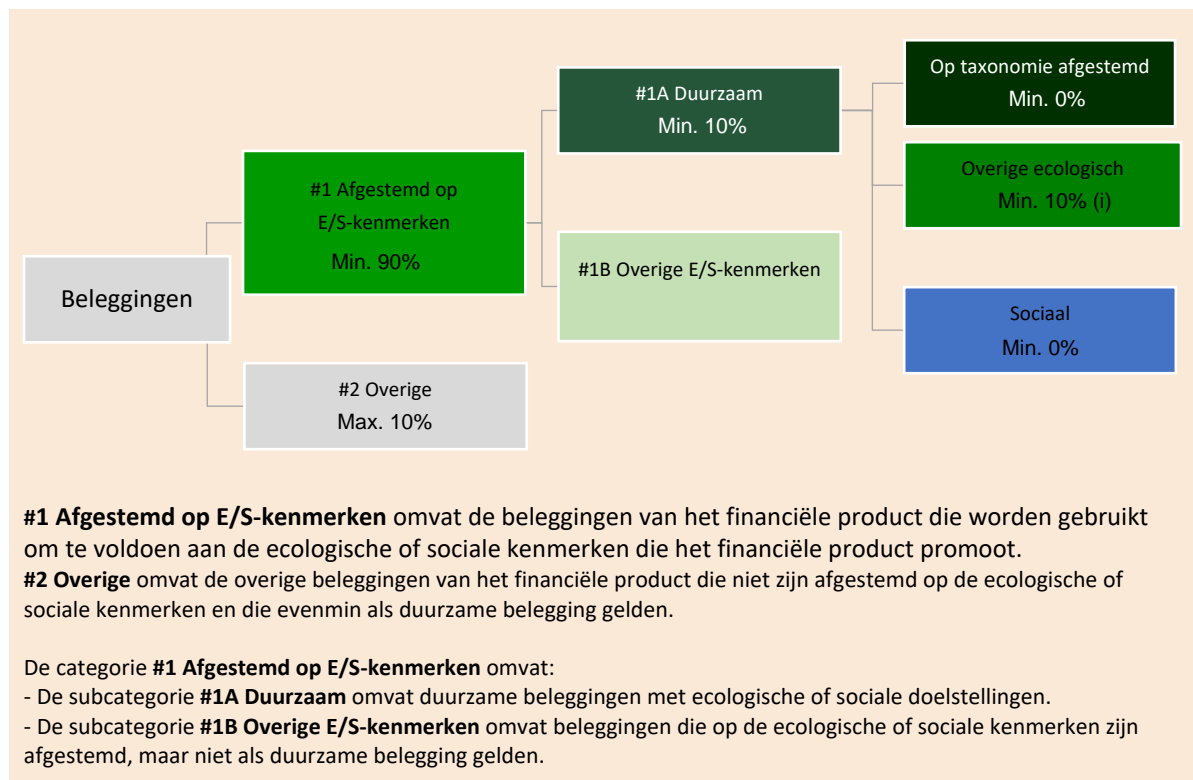 Beleggingen
#1 Afgestemd op
E/S-kenmerken
Min. 90%
#2 Overige
Max. 10%
#1A Duurzaam
Min. 10%
#1B Overige E/S-kenmerken
Op taxonomie afgestemd
Min. 0%
Overige ecologisch
Min. 10% (i)
Sociaal
Min. 0%
#1 Afgestemd op E/S-kenmerken omvat de beleggingen van het financiële product die worden gebruikt
om te voldoen aan de ecologische of sociale kenmerken die het financiële product promoot.
#2 Overige omvat de overige beleggingen van het financiële product die niet zijn afgestemd op de ecologische of
sociale kenmerken en die evenmin als duurzame belegging gelden.
De categorie #1 Afgestemd op E/S-kenmerken omvat:
- De subcategorie #1A Duurzaam omvat duurzame beleggingen met ecologische of sociale doelstellingen.
- De subcategorie #1B Overige E/S-kenmerken omvat beleggingen die op de ecologische of sociale kenmerken zijn
afgestemd, maar niet als duurzame belegging gelden.